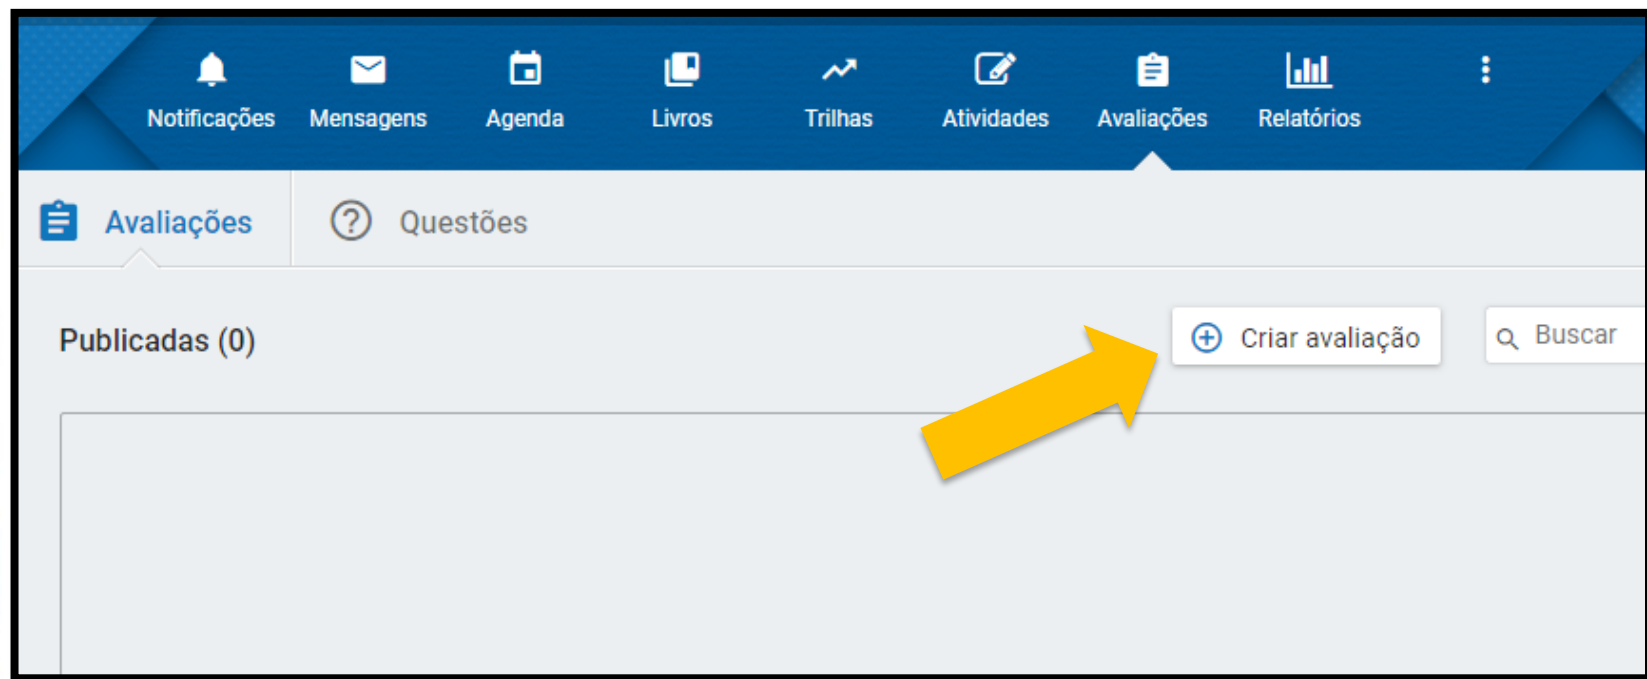 Notificações Mensagens Agenda Livros Trilhas Atividades Avaliações Relatórios
Avaliações Questões
Publicadas (0) Criar avaliação Buscar